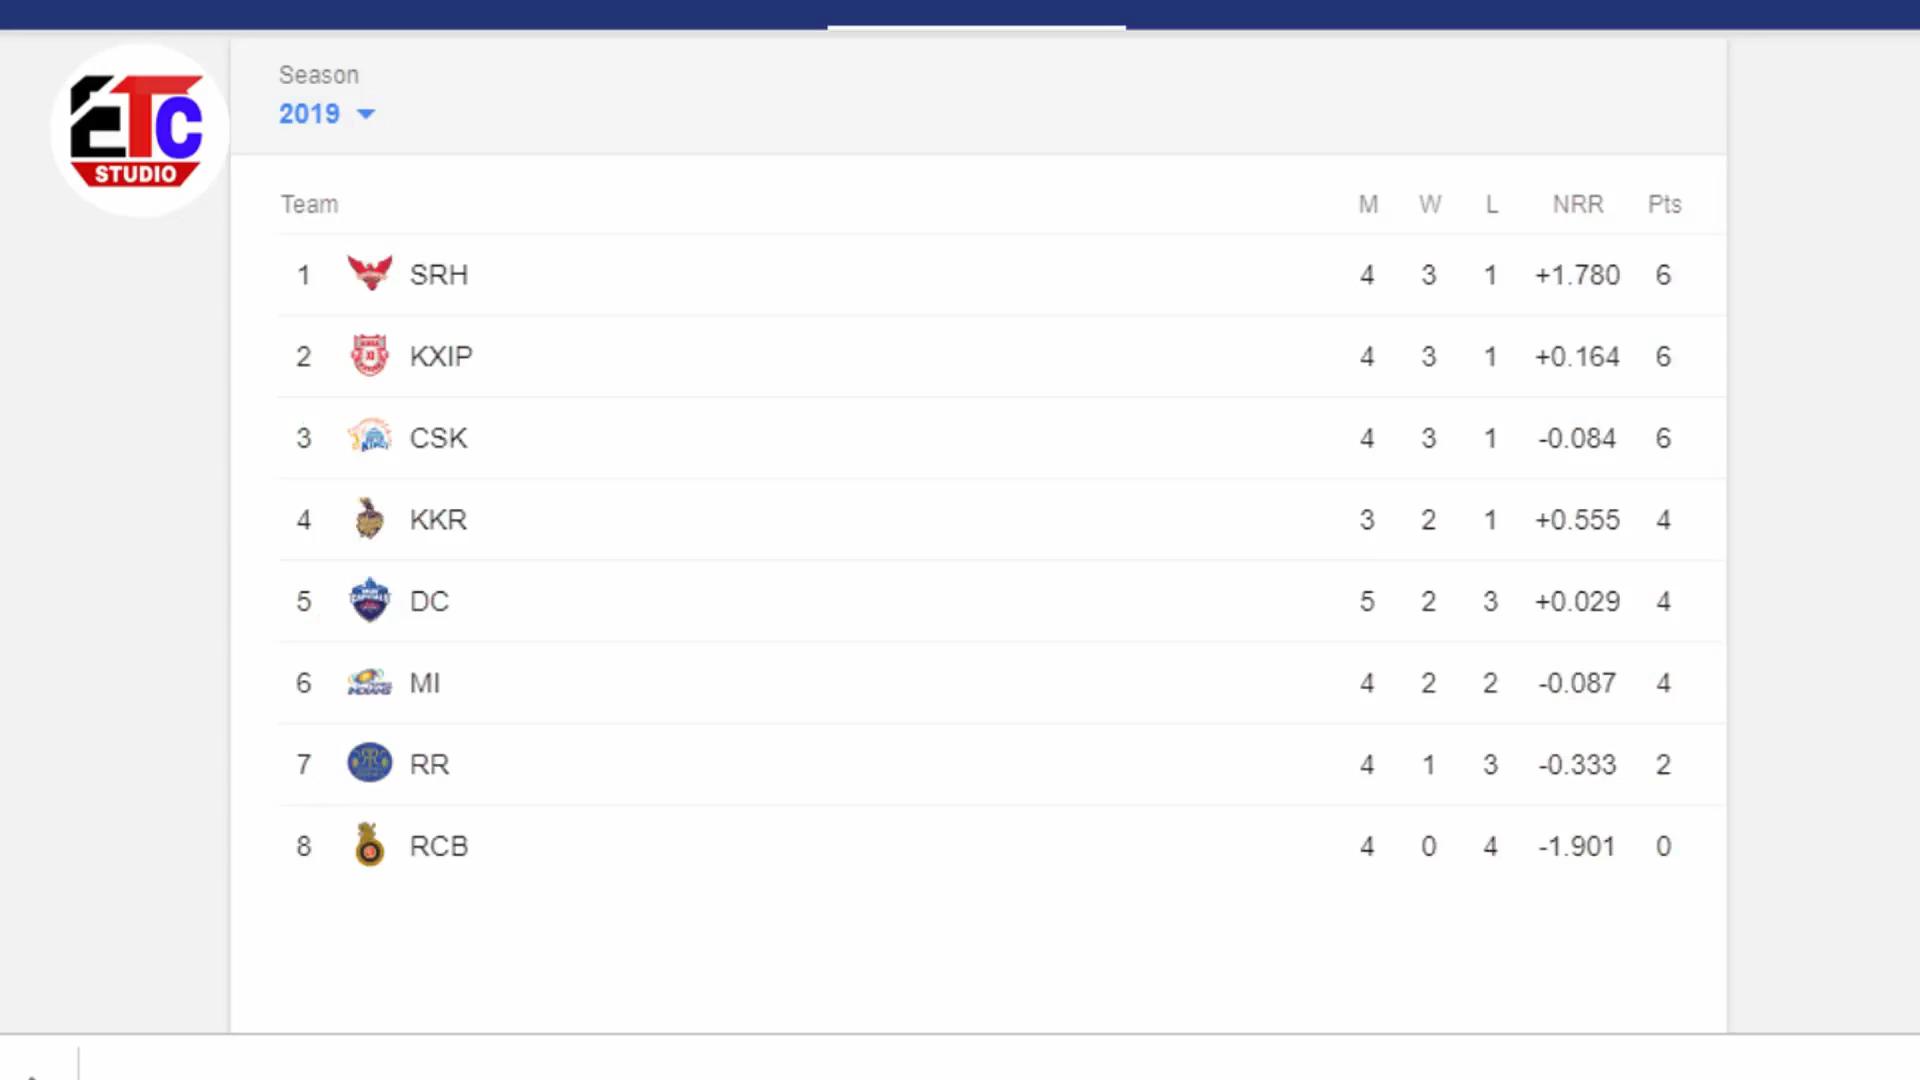 ETC
STUDIO
Season
2019
Team M W L NRR Pts
1 SRH 4 3 1 +1.780 6
2 KXIP 4 3 1 +0.164 6
3 CSK 4 3 1 -0.084 6
4 KKR 3 2 1 +0.555 4
5 DC 5 2 3 +0.029 4
6 MI 4 2 2 -0.087 4
7 RR 4 1 3 -0.333 2
8 RCB 4 0 4 -1.901 0